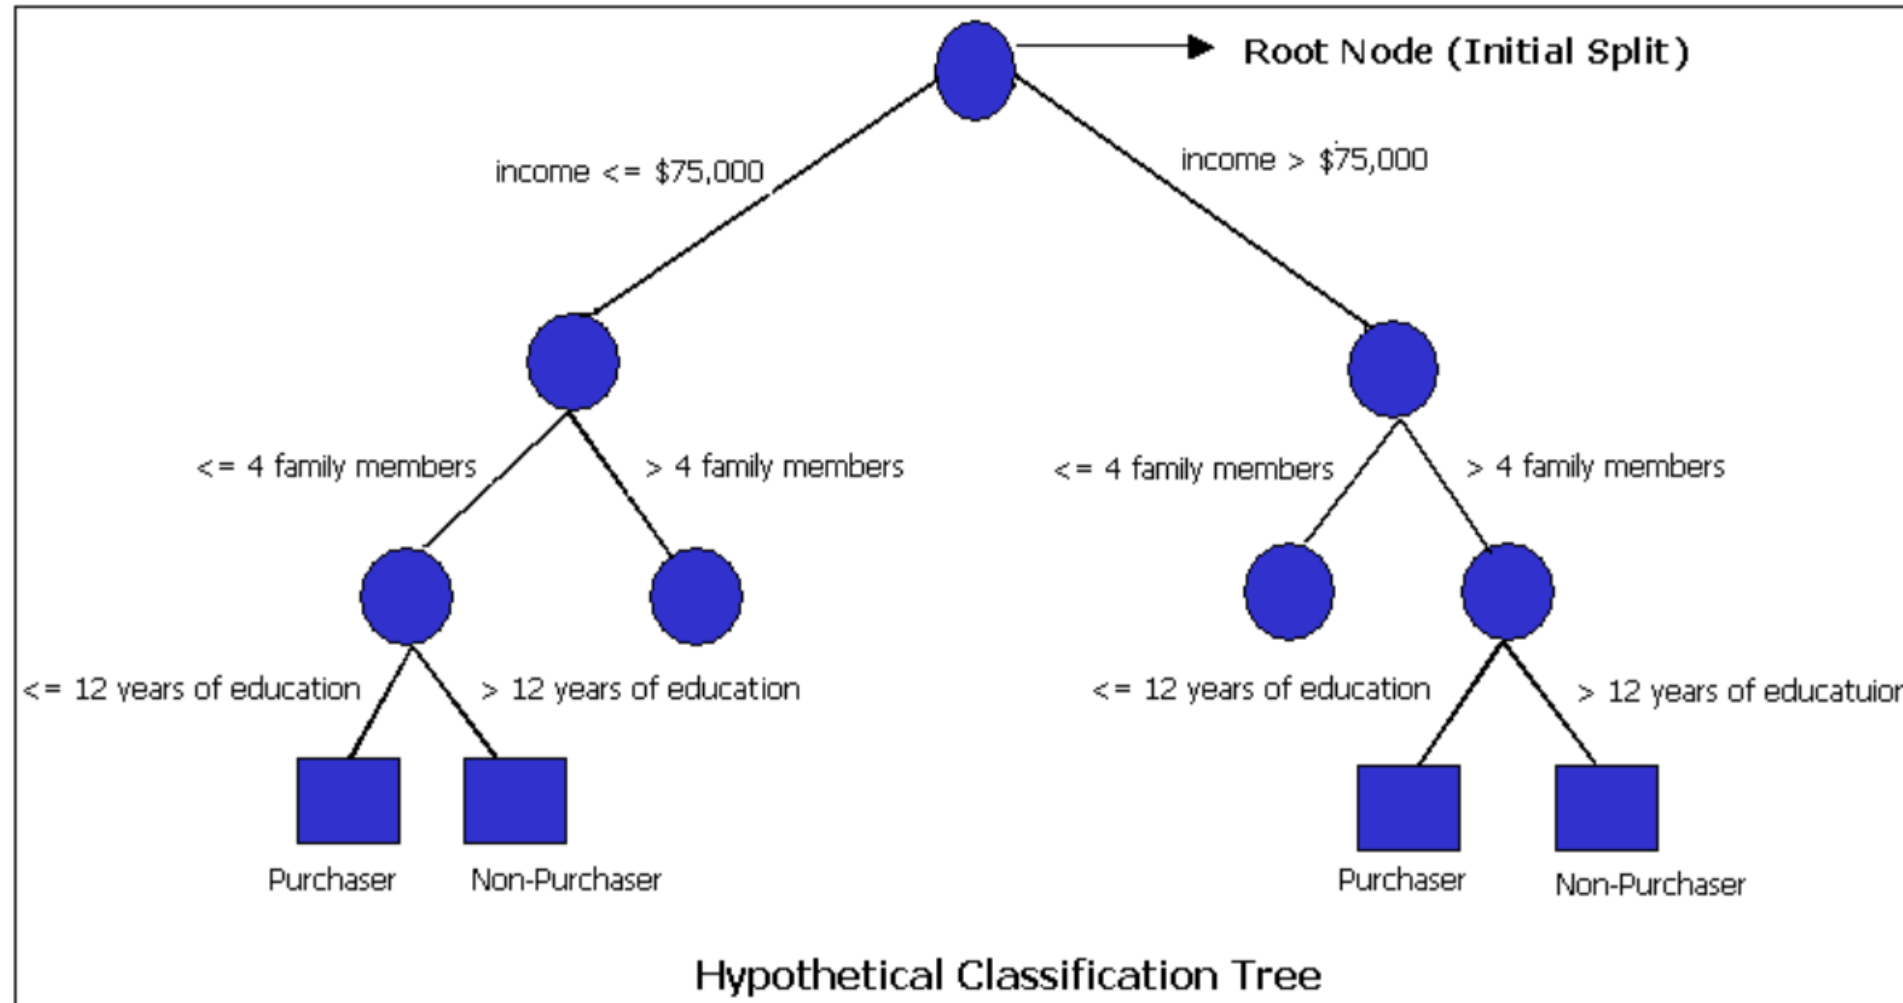 Root Node (Initial Split)
income <= $75,000
income > $75,000
<= 4 family members
> 4 family members
<= 4 family members
> 4 family members
<= 12 years of education
> 12 years of education
<= 12 years of education
> 12 years of educatuion
Purchaser
Non-Purchaser
Purchaser
Non-Purchaser
Hypothetical Classification Tree